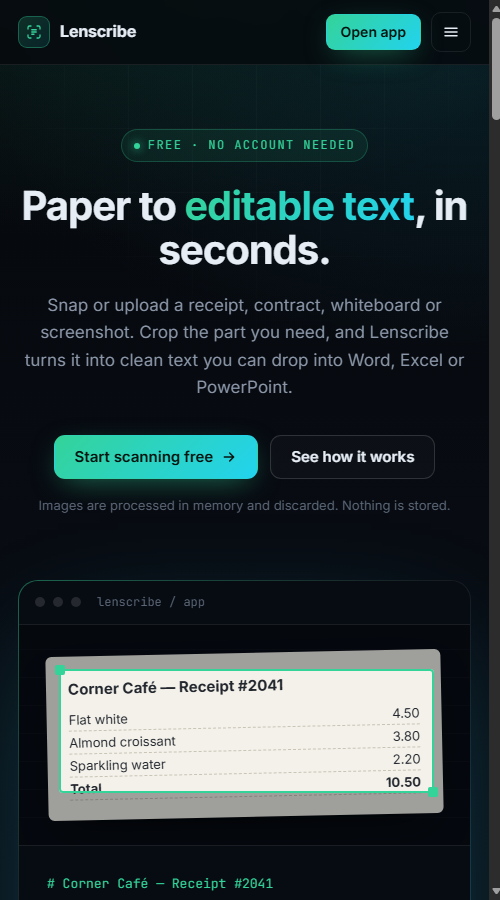 Lenscribe
Open app
FREE · NO ACCOUNT NEEDED
Paper to editable text, in
seconds.
Snap or upload a receipt, contract, whiteboard or
screenshot. Crop the part you need, and Lenscribe
turns it into clean text you can drop into Word, Excel or
PowerPoint.
Start scanning free →
See how it works
Images are processed in memory and discarded. Nothing is stored.
lenscribe / app
Corner Café — Receipt #2041
Flat white 4.50
Almond croissant 3.80
Sparkling water 2.20
Total 10.50
# Corner Café — Receipt #2041